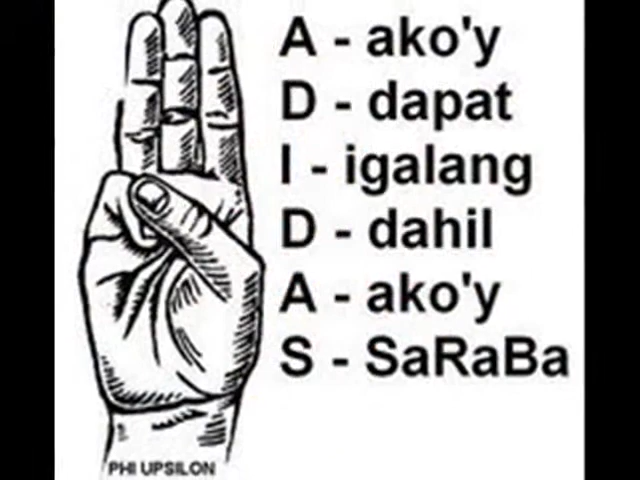 A - ako'y
D - dapat
I - igalang
D - dahil
A - ako'y
S - SaRaBa
PHI UPSILON